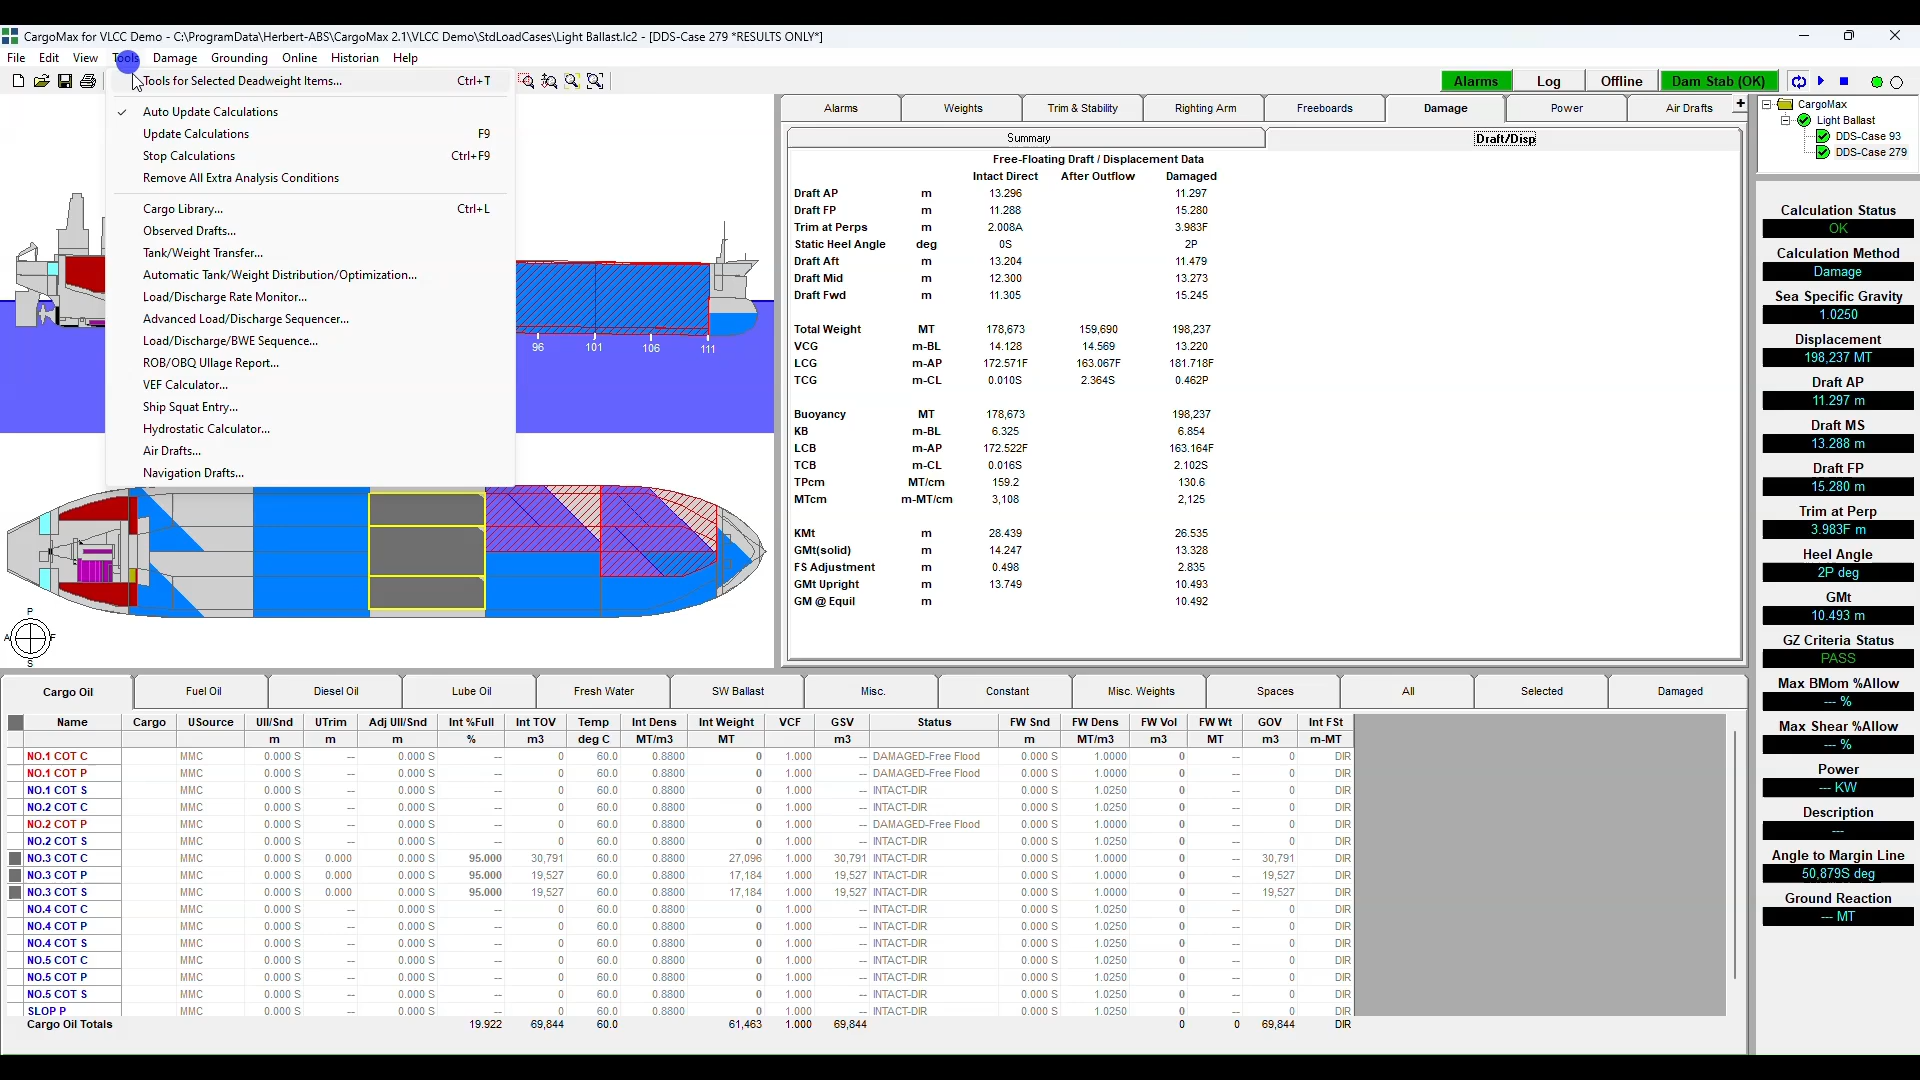 CargoMax for VLCC Demo - C:\ProgramData\Herbert-ABS\CargoMax 2.1\VLCC Demo\StdLoadCases\Light Ballast.lc2 - [DDS-Case 279 *RESULTS ONLY*]
File Edit View Tools Damage Grounding Online Historian Help
Tools for Selected Deadweight Items... Ctrl+T
Auto Update Calculations
Update Calculations F9
Stop Calculations Ctrl+F9
Remove All Extra Analysis Conditions
Cargo Library... Ctrl+L
Observed Drafts...
Tank/Weight Transfer...
Automatic Tank/Weight Distribution/Optimization...
Load/Discharge Rate Monitor...
Advanced Load/Discharge Sequencer...
Load/Discharge/BWE Sequence...
ROB/OBQ Ullage Report...
VEF Calculator...
Ship Squat Entry...
Hydrostatic Calculator...
Air Drafts...
Navigation Drafts...
96 101 106 111
P
A F
S
Alarms Log Offline Dam Stab (OK)
Alarms Weights Trim & Stability Righting Arm Freeboards Damage Power Air Drafts +
Summary Draft/Disp
Free-Floating Draft / Displacement Data
Intact Direct After Outflow Damaged
Draft AP m 13.296 11.297
Draft FP m 11.288 15.280
Trim at Perps m 2.008A 3.983F
Static Heel Angle deg 0S 2P
Draft Aft m 13.204 11.479
Draft Mid m 12.300 13.273
Draft Fwd m 11.305 15.245
Total Weight MT 178,673 159,690 198,237
VCG m-BL 14.128 14.569 13.220
LCG m-AP 172.571F 163.067F 181.718F
TCG m-CL 0.010S 2.364S 0.462P
Buoyancy MT 178,673 198,237
KB m-BL 6.325 6.854
LCB m-AP 172.522F 163.164F
TCB m-CL 0.016S 2.102S
TPcm MT/cm 159.2 130.6
MTcm m-MT/cm 3,108 2,125
KMt m 28.439 26.535
GMt(solid) m 14.247 13.328
FS Adjustment m 0.498 2.835
GMt Upright m 13.749 10.493
GM @ Equil m 10.492
CargoMax
Light Ballast
DDS-Case 93
DDS-Case 279
Calculation Status
OK
Calculation Method
Damage
Sea Specific Gravity
1.0250
Displacement
198,237 MT
Draft AP
11.297 m
Draft MS
13.288 m
Draft FP
15.280 m
Trim at Perp
3.983F m
Heel Angle
2P deg
GMt
10.493 m
GZ Criteria Status
PASS
Max BMom %Allow
--- %
Max Shear %Allow
--- %
Power
--- KW
Description
---
Angle to Margin Line
50,879S deg
Ground Reaction
--- MT
Cargo Oil Fuel Oil Diesel Oil Lube Oil Fresh Water SW Ballast Misc. Constant Misc. Weights Spaces All Selected Damaged
Name Cargo USource Ull/Snd UTrim Adj Ull/Snd Int %Full Int TOV Temp Int Dens Int Weight VCF GSV Status FW Snd FW Dens FW Vol FW Wt GOV Int FSt
m m m % m3 deg C MT/m3 MT m3 m MT/m3 m3 MT m3 m-MT
NO.1 COT C MMC 0.000 S -- 0.000 S -- 0 60.0 0.8800 0 1.000 -- DAMAGED-Free Flood 0.000 S 1.0000 0 -- 0 DIR
NO.1 COT P MMC 0.000 S -- 0.000 S -- 0 60.0 0.8800 0 1.000 -- DAMAGED-Free Flood 0.000 S 1.0000 0 -- 0 DIR
NO.1 COT S MMC 0.000 S -- 0.000 S -- 0 60.0 0.8800 0 1.000 -- INTACT-DIR 0.000 S 1.0250 0 -- 0 DIR
NO.2 COT C MMC 0.000 S -- 0.000 S -- 0 60.0 0.8800 0 1.000 -- INTACT-DIR 0.000 S 1.0250 0 -- 0 DIR
NO.2 COT P MMC 0.000 S -- 0.000 S -- 0 60.0 0.8800 0 1.000 -- DAMAGED-Free Flood 0.000 S 1.0000 0 -- 0 DIR
NO.2 COT S MMC 0.000 S -- 0.000 S -- 0 60.0 0.8800 0 1.000 -- INTACT-DIR 0.000 S 1.0250 0 -- 0 DIR
NO.3 COT C MMC 0.000 S 0.000 0.000 S 95.000 30,791 60.0 0.8800 27,096 1.000 30,791 INTACT-DIR 0.000 S 1.0000 0 -- 30,791 DIR
NO.3 COT P MMC 0.000 S 0.000 0.000 S 95.000 19,527 60.0 0.8800 17,184 1.000 19,527 INTACT-DIR 0.000 S 1.0000 0 -- 19,527 DIR
NO.3 COT S MMC 0.000 S 0.000 0.000 S 95.000 19,527 60.0 0.8800 17,184 1.000 19,527 INTACT-DIR 0.000 S 1.0000 0 -- 19,527 DIR
NO.4 COT C MMC 0.000 S -- 0.000 S -- 0 60.0 0.8800 0 1.000 -- INTACT-DIR 0.000 S 1.0250 0 -- 0 DIR
NO.4 COT P MMC 0.000 S -- 0.000 S -- 0 60.0 0.8800 0 1.000 -- INTACT-DIR 0.000 S 1.0250 0 -- 0 DIR
NO.4 COT S MMC 0.000 S -- 0.000 S -- 0 60.0 0.8800 0 1.000 -- INTACT-DIR 0.000 S 1.0250 0 -- 0 DIR
NO.5 COT C MMC 0.000 S -- 0.000 S -- 0 60.0 0.8800 0 1.000 -- INTACT-DIR 0.000 S 1.0250 0 -- 0 DIR
NO.5 COT P MMC 0.000 S -- 0.000 S -- 0 60.0 0.8800 0 1.000 -- INTACT-DIR 0.000 S 1.0250 0 -- 0 DIR
NO.5 COT S MMC 0.000 S -- 0.000 S -- 0 60.0 0.8800 0 1.000 -- INTACT-DIR 0.000 S 1.0250 0 -- 0 DIR
SLOP P MMC 0.000 S -- 0.000 S -- 0 60.0 0.8800 0 1.000 -- INTACT-DIR 0.000 S 1.0250 0 -- 0 DIR
Cargo Oil Totals 19.922 69,844 60.0 61,463 1.000 69,844 0 0 69,844 DIR